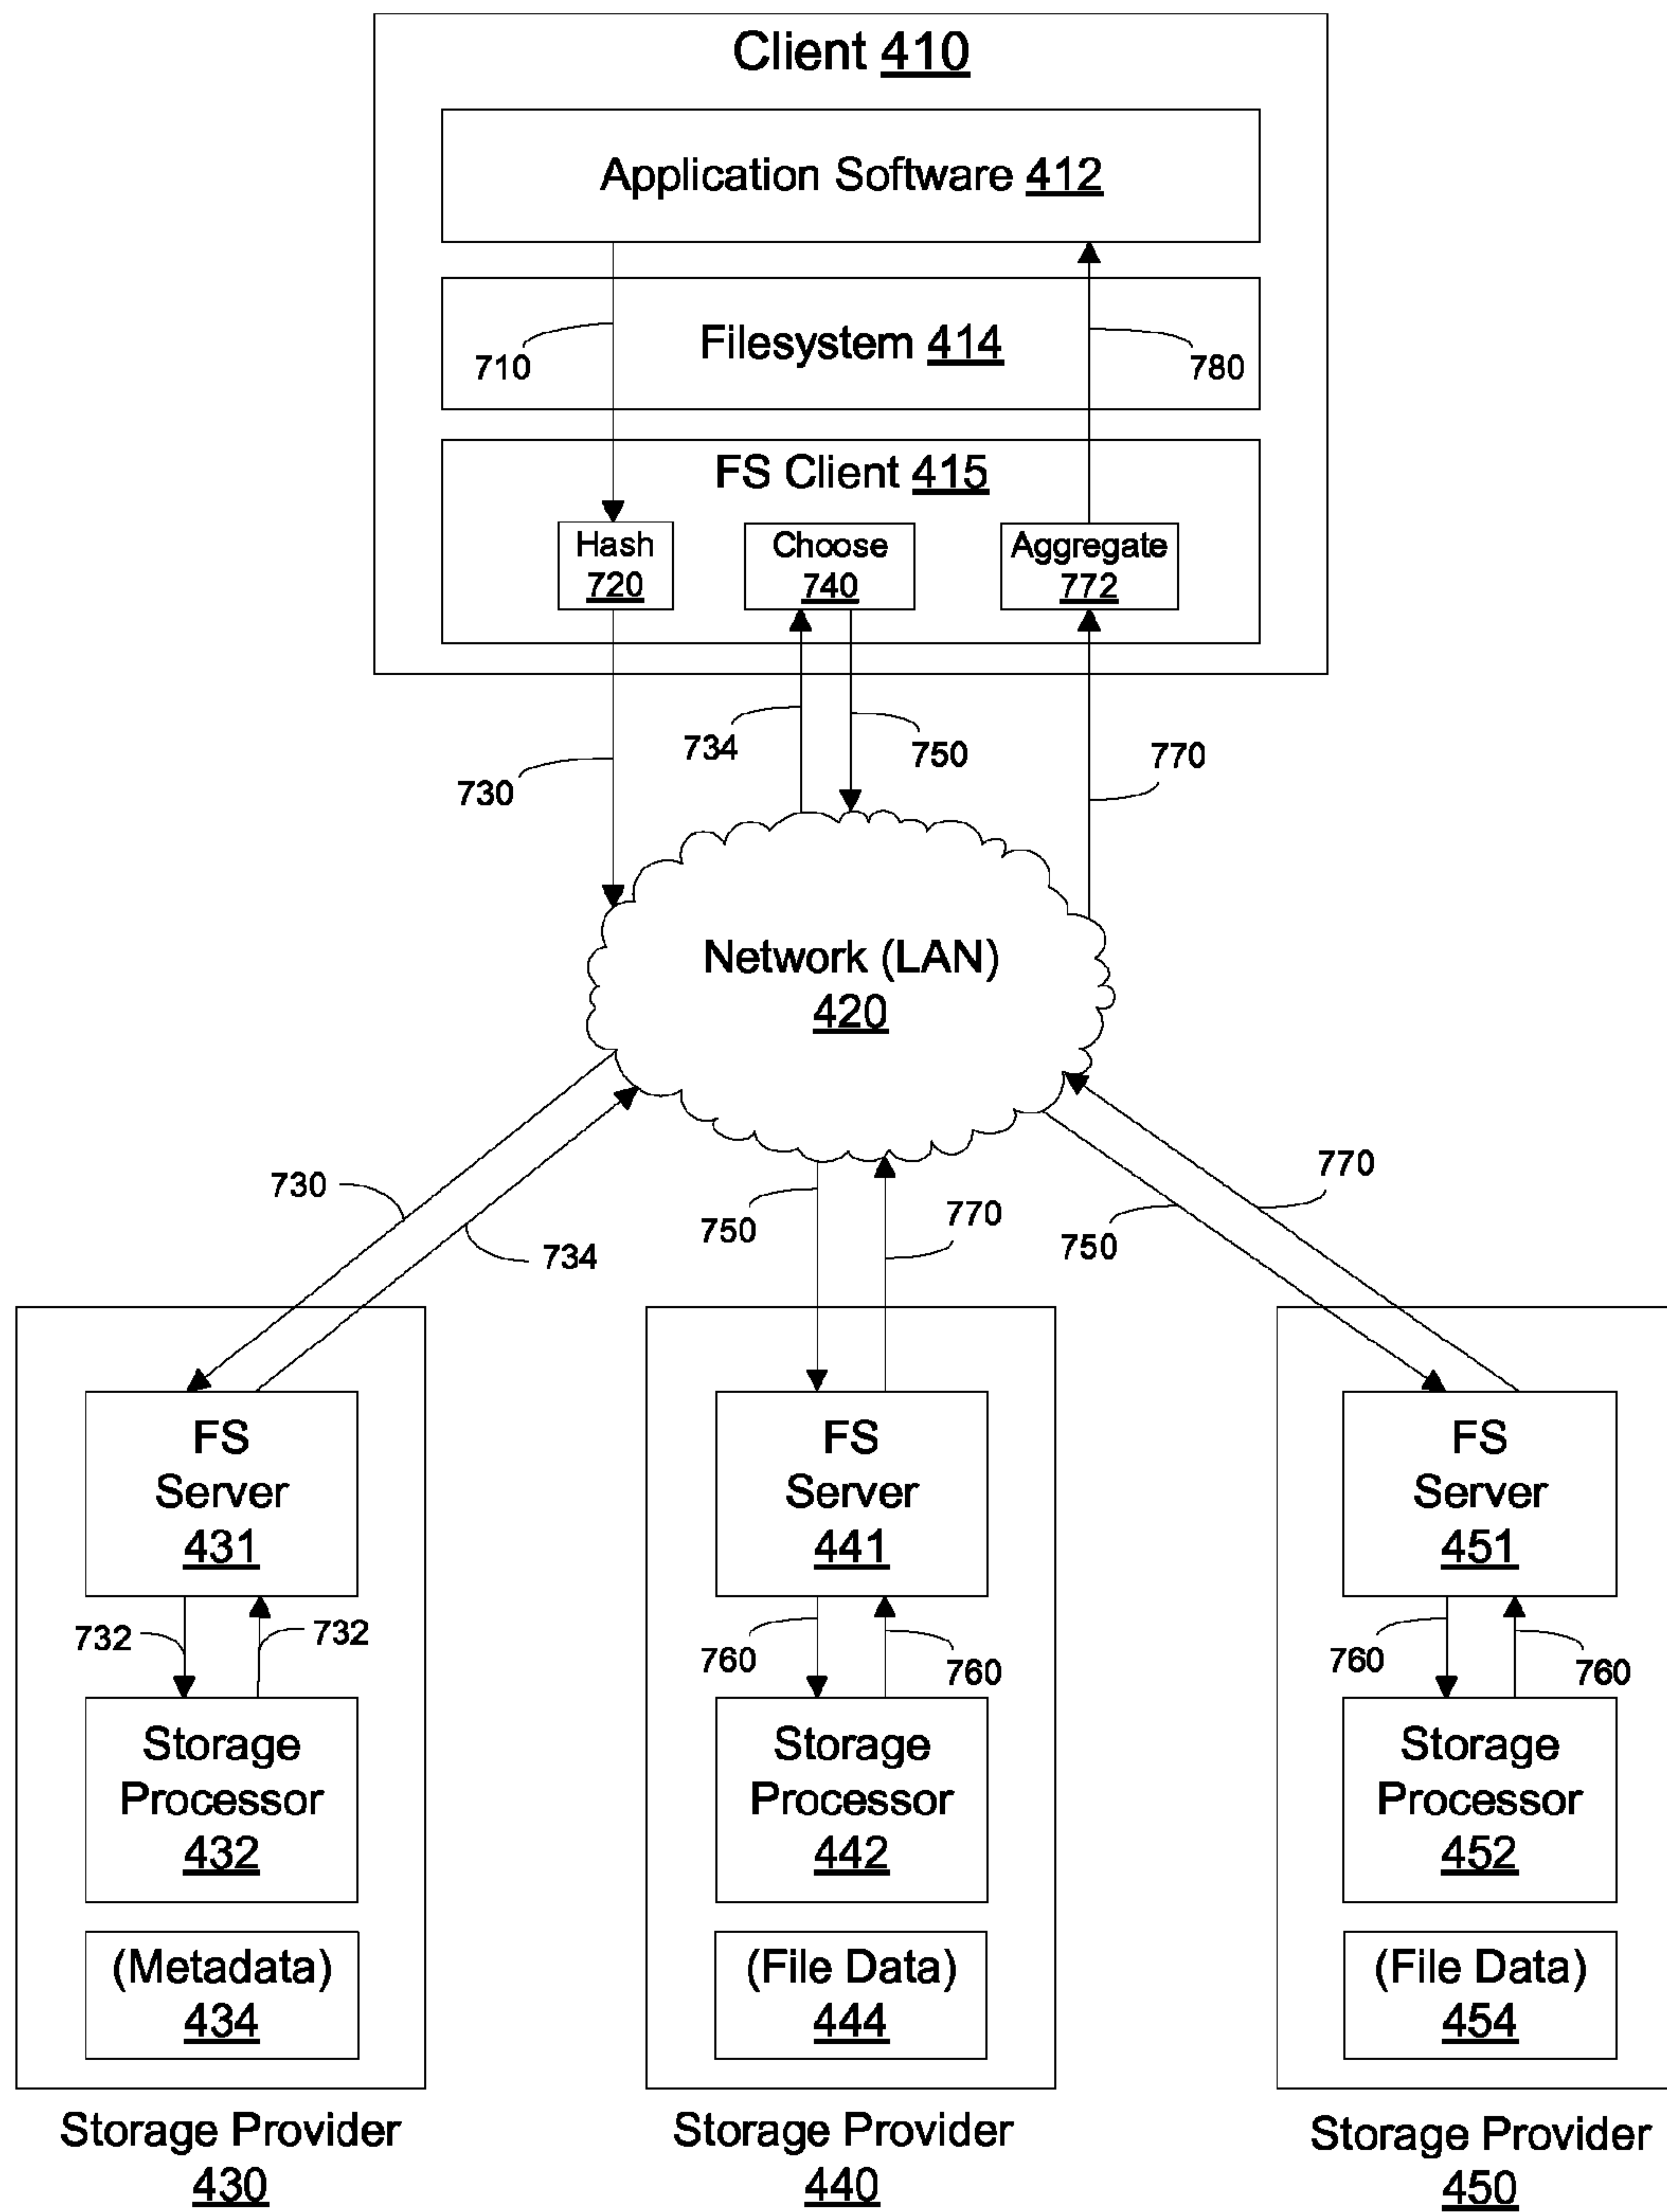 Client 410
Application Software 412
710
Filesystem 414
780
FS Client 415
Hash
720
Choose
740
Aggregate
772
730
734
750
770
Network (LAN)
420
730
734
750
770
750
770
FS
Server
431
FS
Server
441
FS
Server
451
732
732
760
760
760
760
Storage
Processor
432
Storage
Processor
442
Storage
Processor
452
(Metadata)
434
(File Data)
444
(File Data)
454
Storage Provider
430
Storage Provider
440
Storage Provider
450